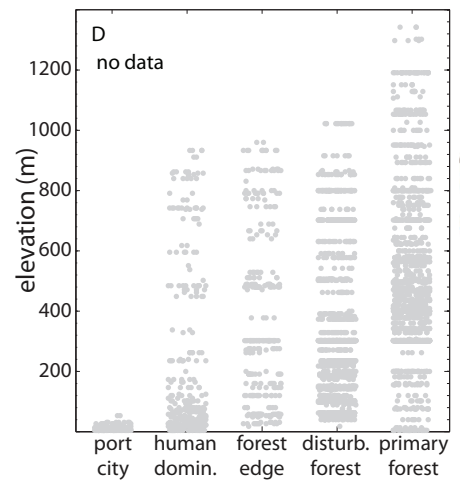 D
no data
1200
1000
800
600
400
200
elevation (m)
port human forest disturb. primary
city domin. edge forest forest